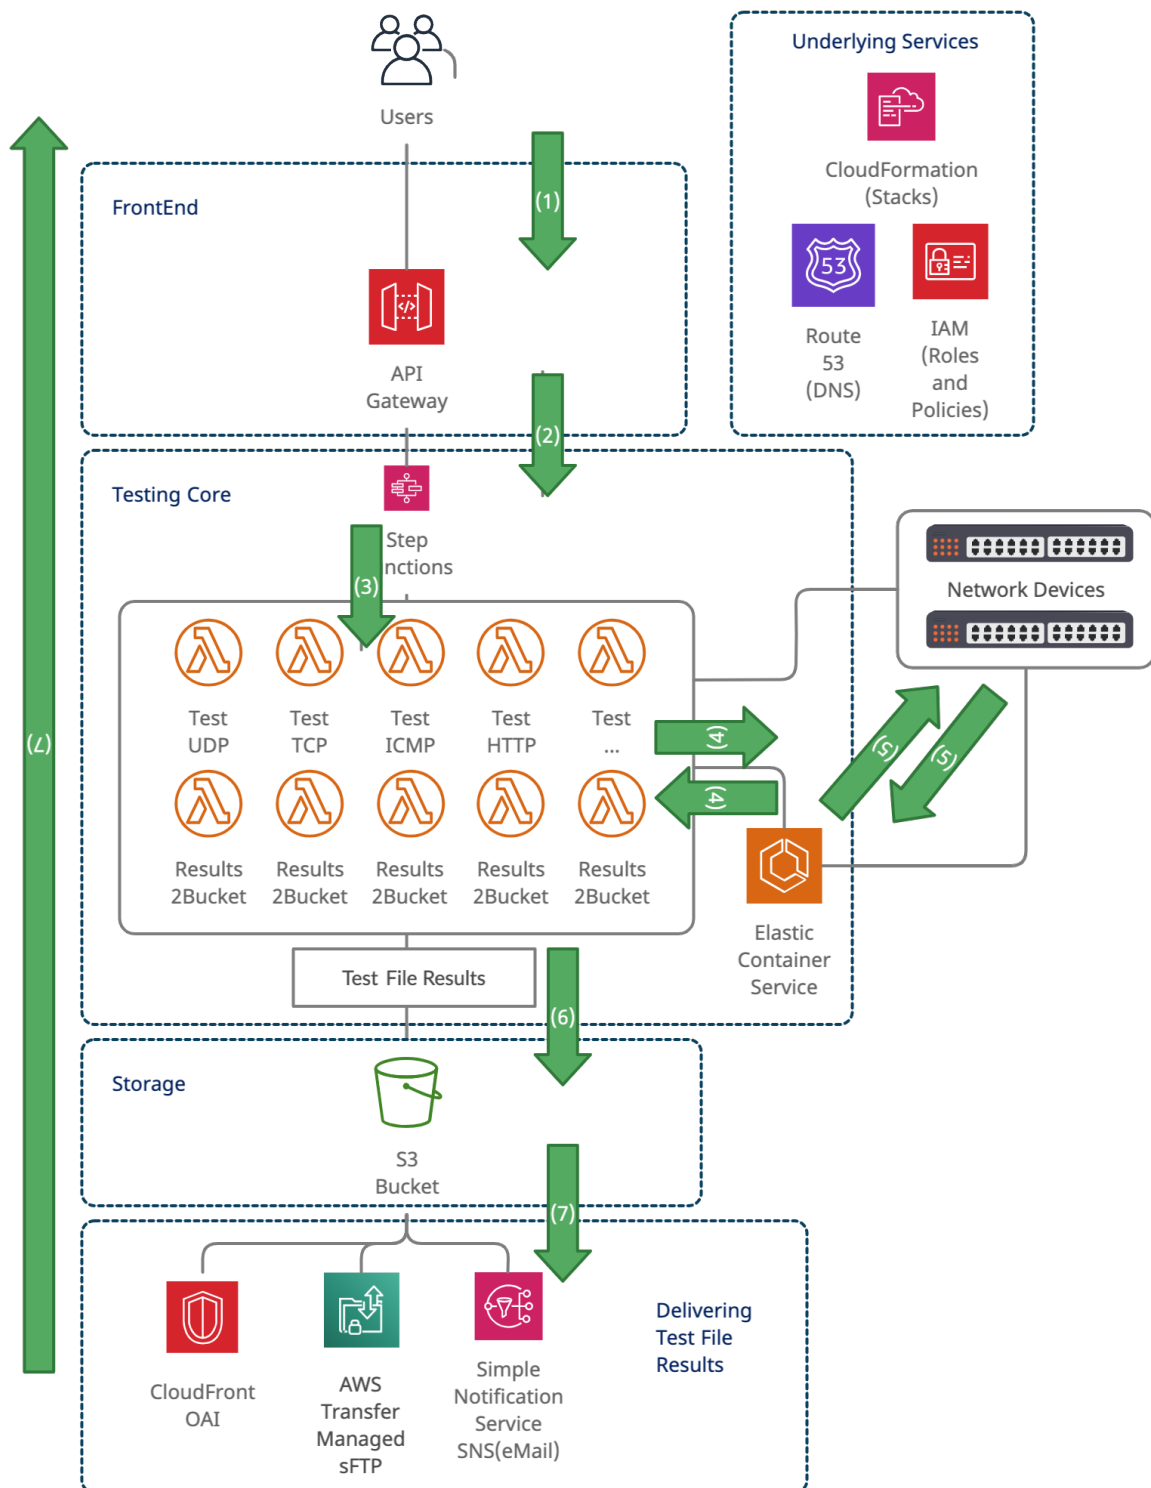 Users
(1)
FrontEnd
API
Gateway
(2)
Underlying Services
CloudFormation
(Stacks)
53
Route
53
(DNS)
IAM
(Roles
and
Policies)
Testing Core
Step
nctions
(3)
Test
UDP
Test
TCP
Test
ICMP
Test
HTTP
Test
...
Results
2Bucket
Results
2Bucket
Results
2Bucket
Results
2Bucket
Results
2Bucket
(4)
(4)
Network Devices
(5)
(5)
Elastic
Container
Service
Test File Results
(6)
Storage
S3
Bucket
(7)
(7)
CloudFront
OAI
AWS
Transfer
Managed
sFTP
Simple
Notification
Service
SNS(eMail)
Delivering
Test File
Results